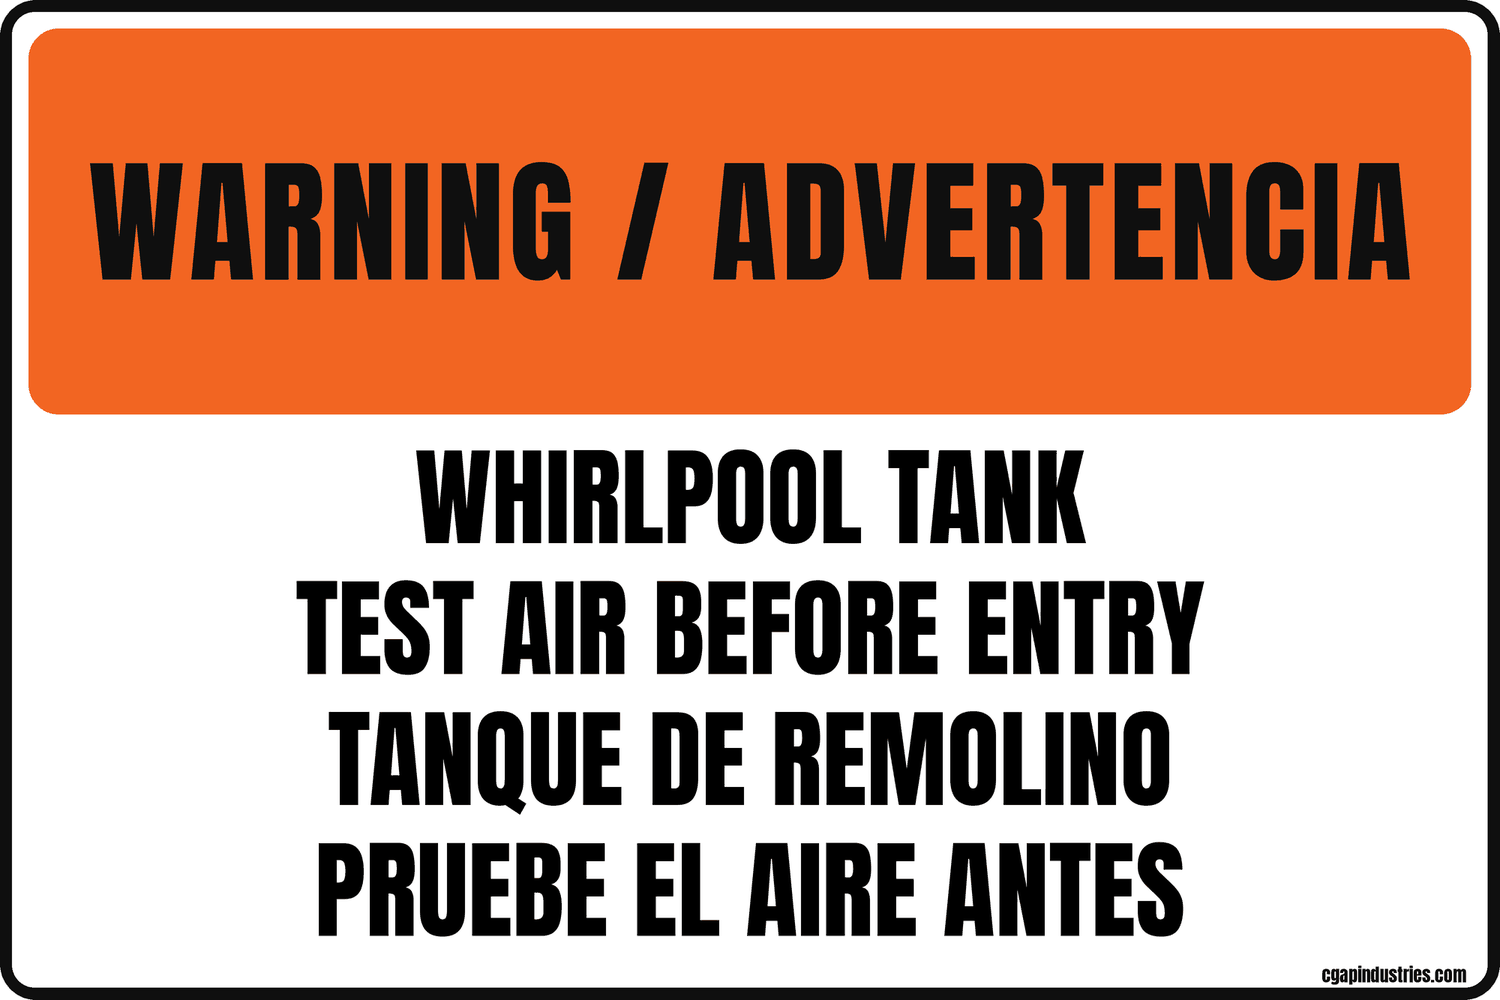 WARNING / ADVERTENCIA
WHIRLPOOL TANK
TEST AIR BEFORE ENTRY
TANQUE DE REMOLINO
PRUEBE EL AIRE ANTES
cgapindustries.com